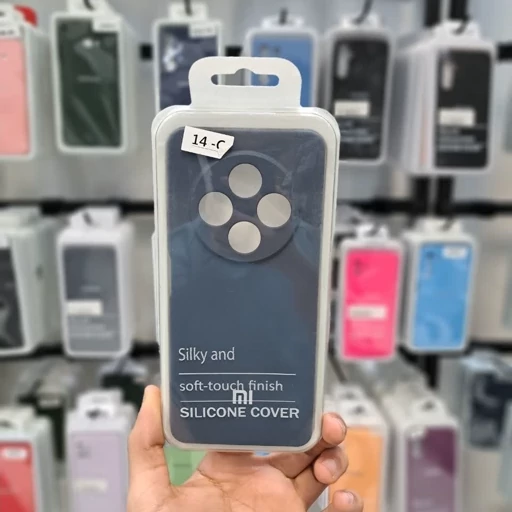 14-C
Silky and
soft-touch finish
mi
SILICONE COVER